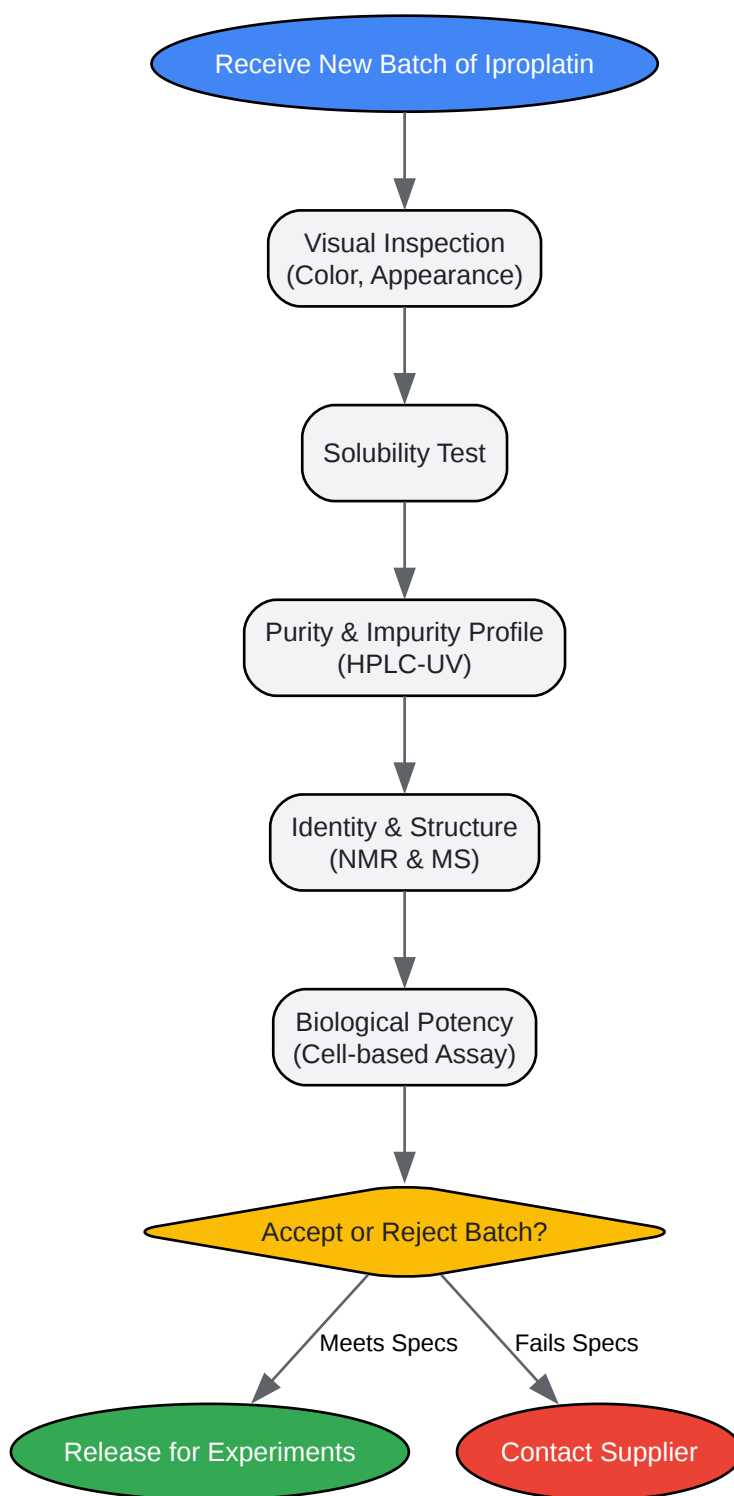 Receive New Batch of Iproplatin
Visual Inspection
(Color, Appearance)
Solubility Test
Purity & Impurity Profile
(HPLC-UV)
Identity & Structure
(NMR & MS)
Biological Potency
(Cell-based Assay)
Accept or Reject Batch?
Meets Specs
Fails Specs
Release for Experiments
Contact Supplier